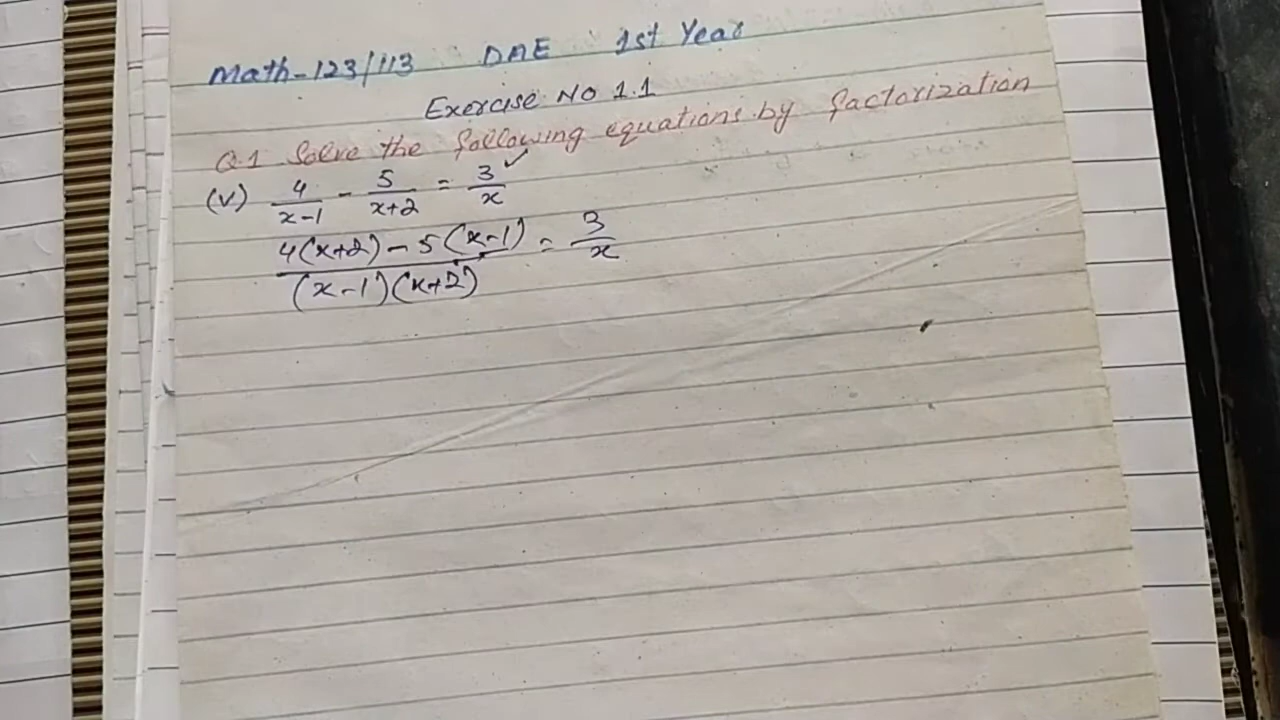 Math-123/113 DAE 1st Year
Exercise No 1.1
Q.1 Solve the following equations by factorization
(V) 4/(x-1) - 5/(x+2) = 3/x ✓
4(x+2) - 5(x-1)/(x-1)(x+2) = 3/x